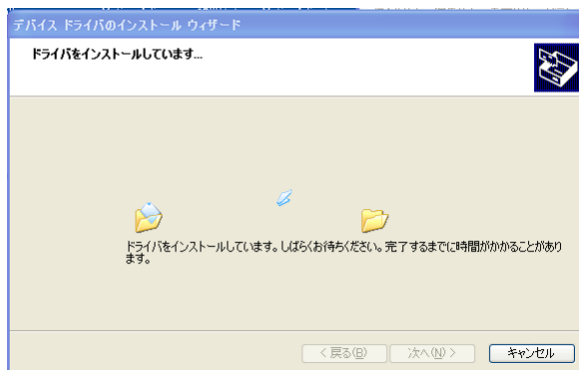 デバイス ドライバのインストール ウィザード
ドライバをインストールしています...
ドライバをインストールしています。しばらくお待ちください。完了するまでに時間がかかることがあり
ます。
< 戻る(B)
次へ(N) >
キャンセル